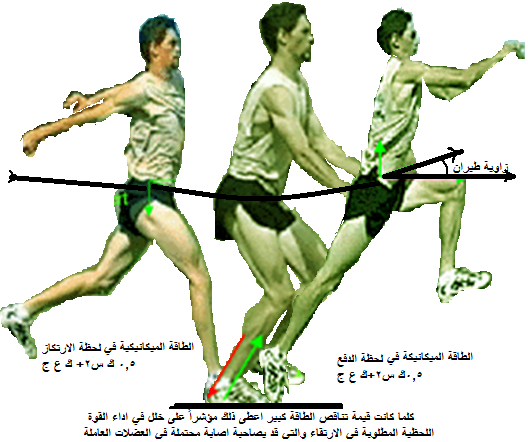 زاوية طيران
الطاقة الميكانيكية في لحظة الارتكاز
٠,٥ ك س٢+ ك ع ج
الطاقة الميكانيكية في لحظة الدفع
٠,٥ك س٢+ك ع ج
كلما كانت قيمة تناقص الطاقة كبير اعطى ذلك مؤشراً على خلل في اداء القوة
اللحظية المطلوبة في الارتقاء والتي قد يصاحبة اصابة محتملة في العضلات العاملة